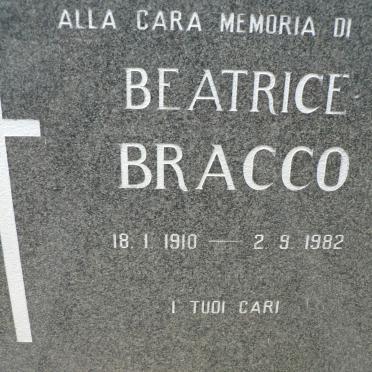 ALLA CARA MEMORIA DI
BEATRICE
BRACCO
18. 1. 1910 — 2. 9. 1982
I TUOI CARI